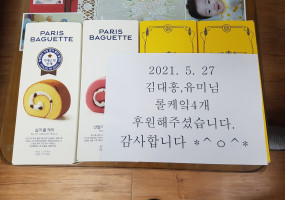 PARIS
BAGUETTE
PARIS
BAGUETTE
2021. 5. 27
김대홍,유미님
롤케잌4개
후원해주셨습니다.
감사합니다 *^○^*